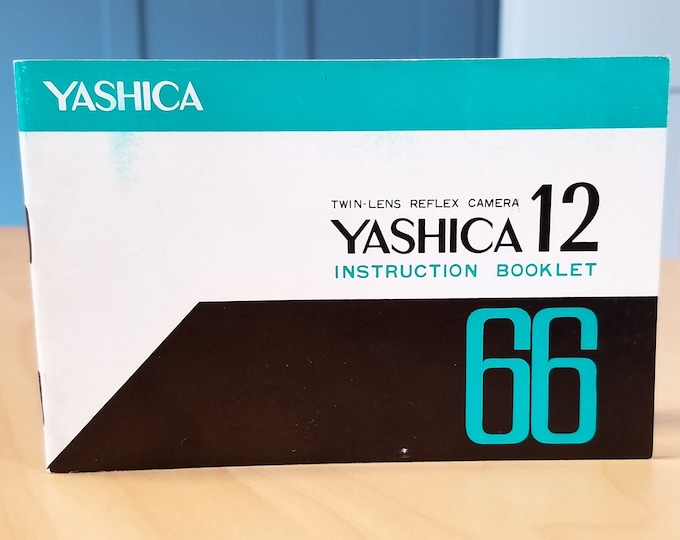 YASHICA
TWIN-LENS REFLEX CAMERA
YASHICA 12
INSTRUCTION BOOKLET
66